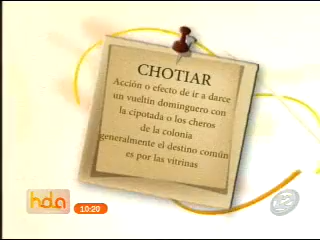 CHOTIAR
Acción o efecto de ir a darce
un vueltín dominguero con
la cipotada o los cheros
de la colonia
generalmente el destino común
es por las vitrinas
hola
10:20